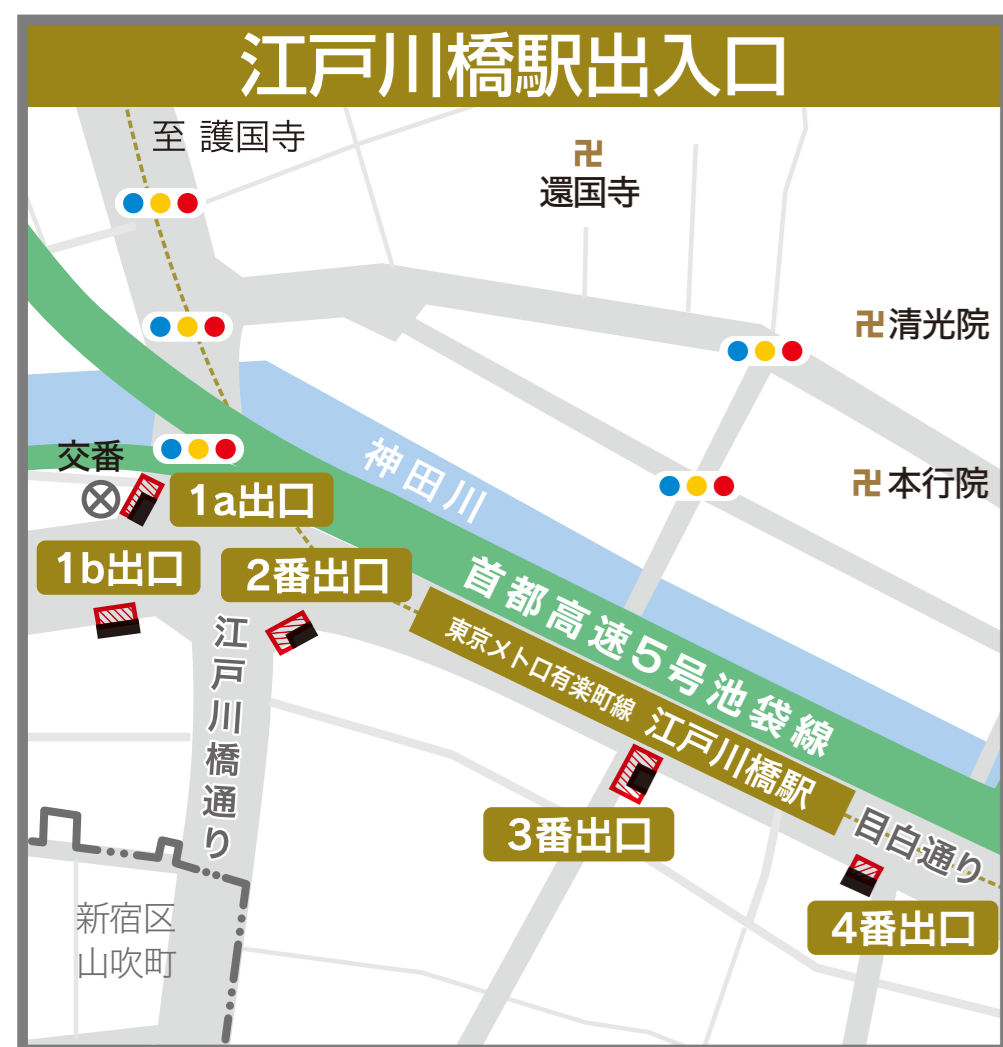 江戸川橋駅出入口
至 護国寺
卍
還国寺
卍清光院
交番
神田川
卍本行院
1a出口
1b出口
2番出口
首都高速5号池袋線
東京メトロ有楽町線 江戸川橋駅
江戸川橋通り
3番出口
目白通り
4番出口
新宿区
山吹町